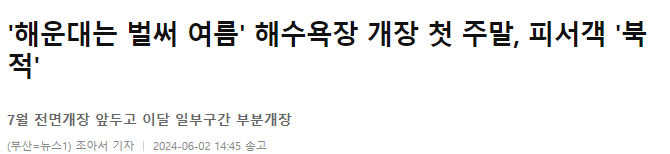 '해운대는 벌써 여름' 해수욕장 개장 첫 주말, 피서객 '북
적'
7월 전면개장 앞두고 이달 일부구간 부분개장
(부산=뉴스1) 조아서 기자 | 2024-06-02 14:45 송고